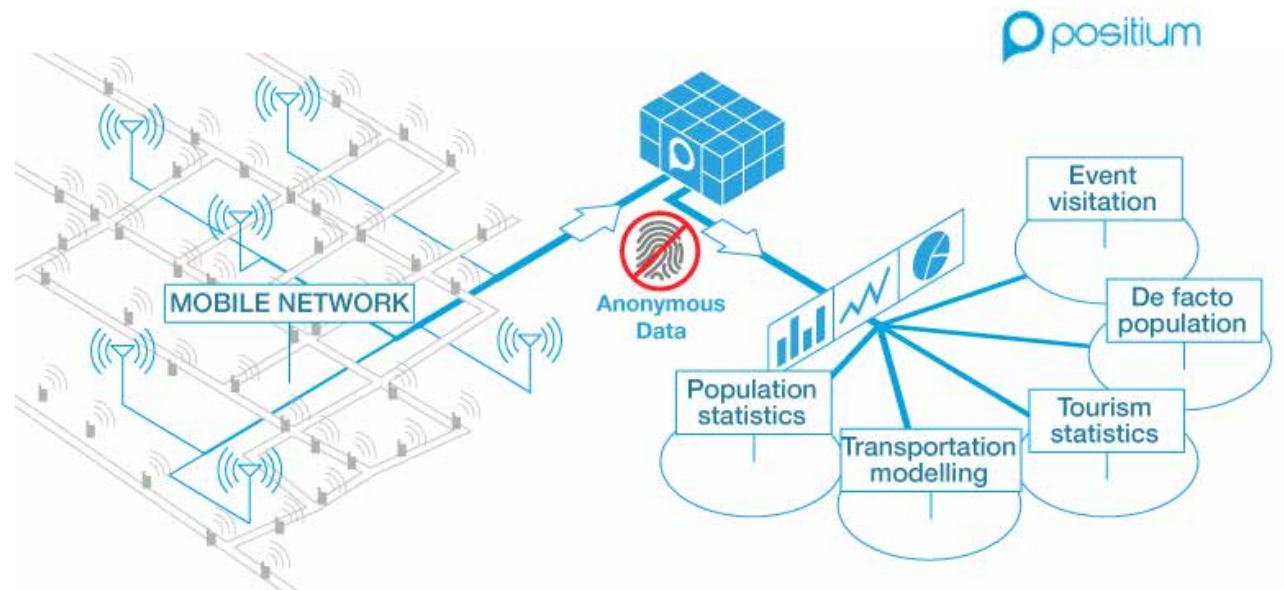 positium
MOBILE NETWORK
Anonymous
Data
Event
visitation
De facto
population
Tourism
statistics
Transportation
modelling
Population
statistics